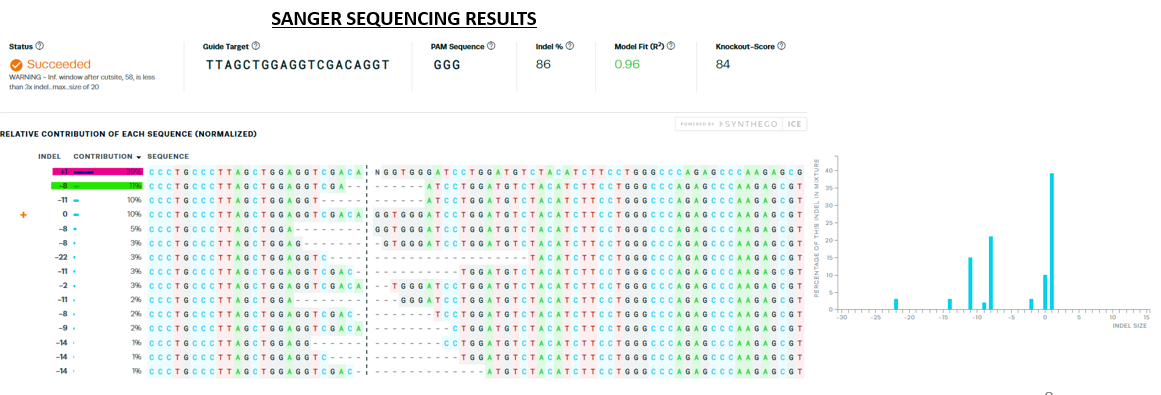 SANGER SEQUENCING RESULTS
Status
Succeeded
WARNING - Inf. window after cutsite, 58, is less
than 3x indel_max_size of 20
Guide Target
TTAGCTGGAGGTCGACAGGT
PAM Sequence
GGG
Indel %
86
Model Fit (R²)
0.96
Knockout-Score
84
POWERED BY SYNTHEGO ICE
RELATIVE CONTRIBUTION OF EACH SEQUENCE (NORMALIZED)
INDEL CONTRIBUTION SEQUENCE
+1 39% CCCTGCCCTTAGCTGGAGGTCGACA NGGTGGGATCCTGGATGTCTACATCTTCCTGGGCCCAGAGCCCAAGAGCG
-8 11% CCCTGCCCTTAGCTGGAGGTCGA-- ------ATCCTGGATGTCTACATCTTCCTGGGCCCAGAGCCCAAGAGCGT
-11 10% CCCTGCCCTTAGCTGGAGGT----- ------ATCCTGGATGTCTACATCTTCCTGGGCCCAGAGCCCAAGAGCGT
+ 0 10% CCCTGCCCTTAGCTGGAGGTCGACA GGTGGGATCCTGGATGTCTACATCTTCCTGGGCCCAGAGCCCAAGAGCGT
-8 5% CCCTGCCCTTAGCTGGA-------- GGTGGGATCCTGGATGTCTACATCTTCCTGGGCCCAGAGCCCAAGAGCGT
-8 3% CCCTGCCCTTAGCTGGAG------- -GTGGGATCCTGGATGTCTACATCTTCCTGGGCCCAGAGCCCAAGAGCGT
-22 3% CCCTGCCCTTAGCTGGAGGTC---- ------------------TACATCTTCCTGGGCCCAGAGCCCAAGAGCGT
-11 3% CCCTGCCCTTAGCTGGAGGTCGAC- ----------TGGATGTCTACATCTTCCTGGGCCCAGAGCCCAAGAGCGT
-2 3% CCCTGCCCTTAGCTGGAGGTCGACA --TGGGATCCTGGATGTCTACATCTTCCTGGGCCCAGAGCCCAAGAGCGT
-11 2% CCCTGCCCTTAGCTGGA-------- ---GGGATCCTGGATGTCTACATCTTCCTGGGCCCAGAGCCCAAGAGCGT
-8 2% CCCTGCCCTTAGCTGGAGGTCGAC- -------TCCTGGATGTCTACATCTTCCTGGGCCCAGAGCCCAAGAGCGT
-9 2% CCCTGCCCTTAGCTGGAGGTCGACA ---------CTGGATGTCTACATCTTCCTGGGCCCAGAGCCCAAGAGCGT
-14 1% CCCTGCCCTTAGCTGGAGG------ --------CCTGGATGTCTACATCTTCCTGGGCCCAGAGCCCAAGAGCGT
-14 1% CCCTGCCCTTAGCTGGAGGTC---- ----------TGGATGTCTACATCTTCCTGGGCCCAGAGCCCAAGAGCGT
-14 1% CCCTGCCCTTAGCTGGAGGTCGAC- -------------ATGTCTACATCTTCCTGGGCCCAGAGCCCAAGAGCGT
PERCENTAGE OF THIS INDEL IN MIXTURE
40
35
30
25
20
15
10
5
0
-30 -25 -20 -15 -10 -5 0 5 10 15
INDEL SIZE